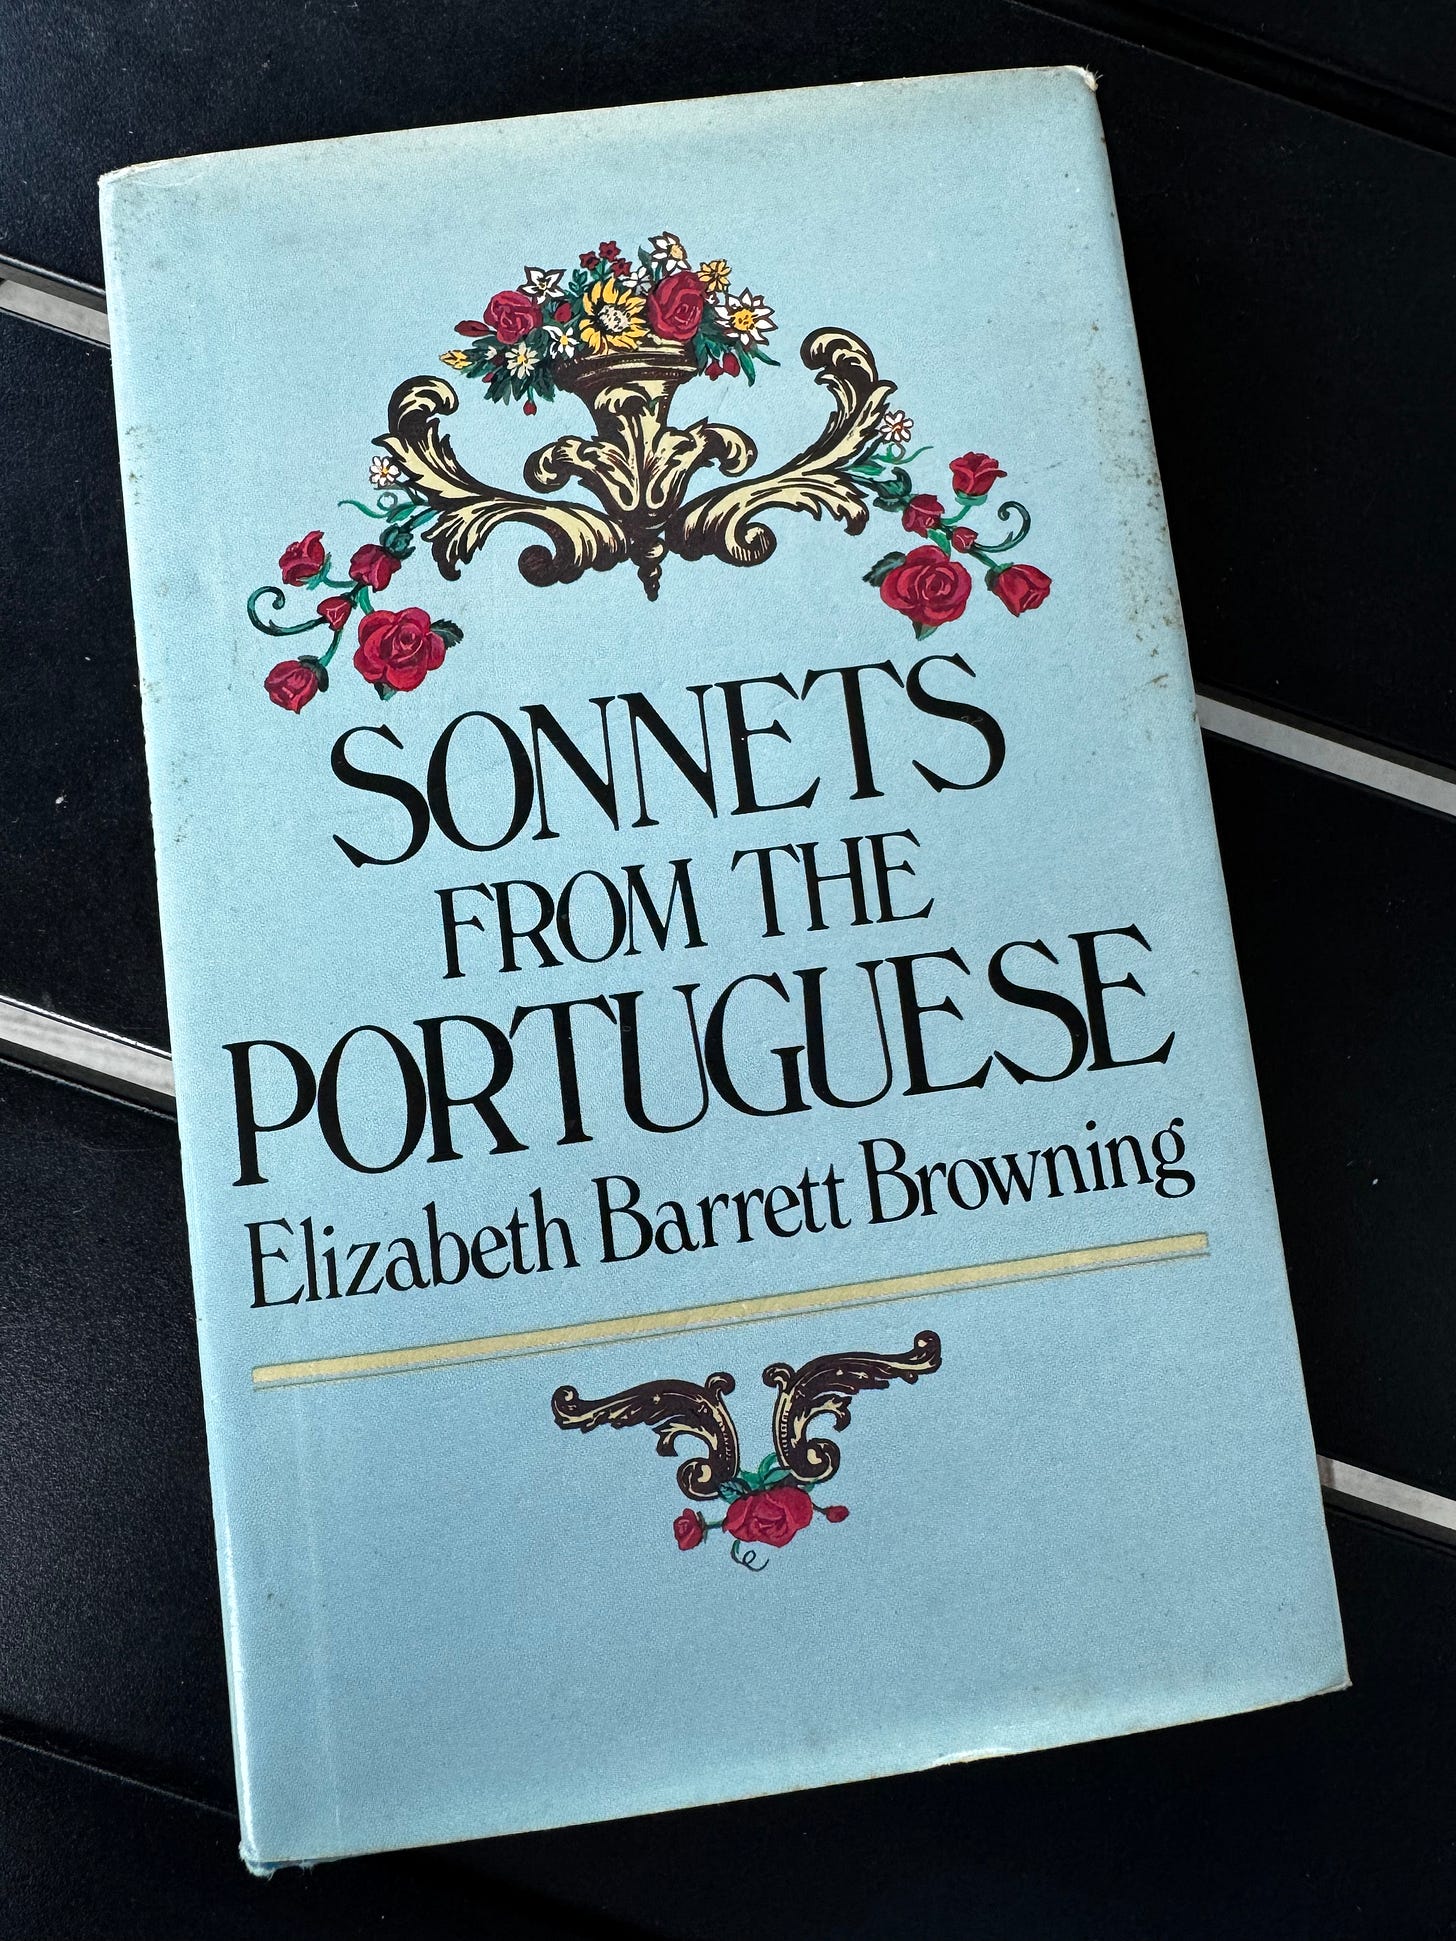 SONNETS
FROM THE
PORTUGUESE
Elizabeth Barrett Browning